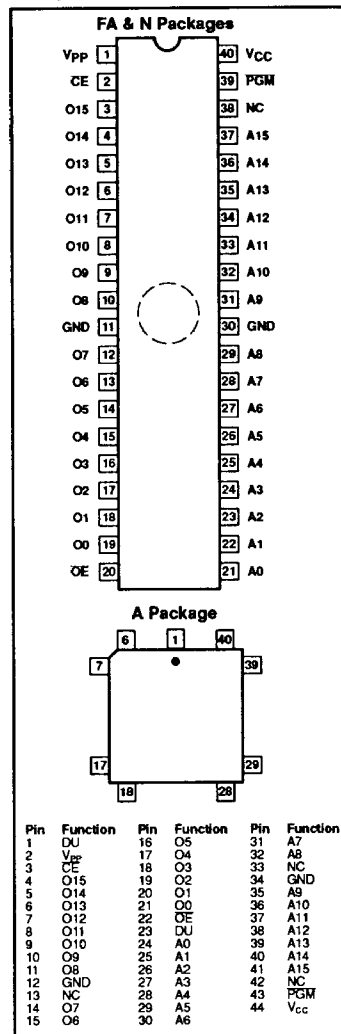 FA & N Packages
VPP 1 40 VCC
CE 2 39 PGM
O15 3 38 NC
O14 4 37 A15
O13 5 36 A14
O12 6 35 A13
O11 7 34 A12
O10 8 33 A11
O9 9 32 A10
O8 10 31 A9
GND 11 30 GND
O7 12 29 A8
O6 13 28 A7
O5 14 27 A6
O4 15 26 A5
O3 16 25 A4
O2 17 24 A3
O1 18 23 A2
O0 19 22 A1
OE 20 21 A0
A Package
6 1 40
7 39
17 29
18 28
Pin Function Pin Function Pin Function
1 DU 16 O5 31 A7
2 VPP 17 O4 32 A8
3 CE 18 O3 33 NC
4 O15 19 O2 34 GND
5 O14 20 O1 35 A9
6 O13 21 O0 36 A10
7 O12 22 OE 37 A11
8 O11 23 DU 38 A12
9 O10 24 A0 39 A13
10 O9 25 A1 40 A14
11 O8 26 A2 41 A15
12 GND 27 A3 42 NC
13 NC 28 A4 43 PGM
14 O7 29 A5 44 VCC
15 O6 30 A6